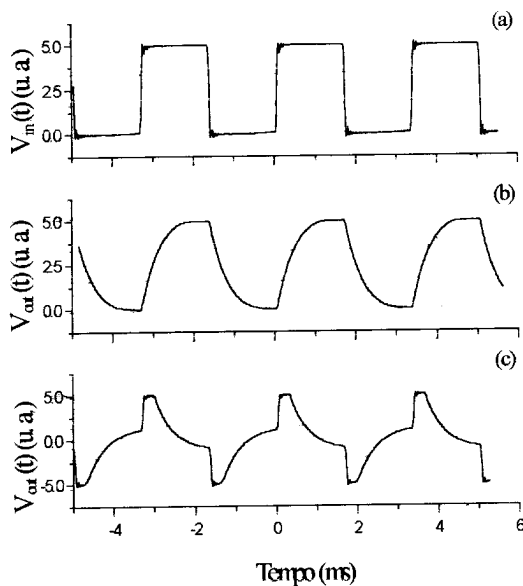 (a)
V_in(t) (u. a.)
5.0
2.5
0.0
(b)
V_out(t) (u. a.)
5.0
2.5
0.0
(c)
V_out(t) (u. a.)
5.0
0.0
-5.0
-4 -2 0 2 4 6
Tempo (ms)